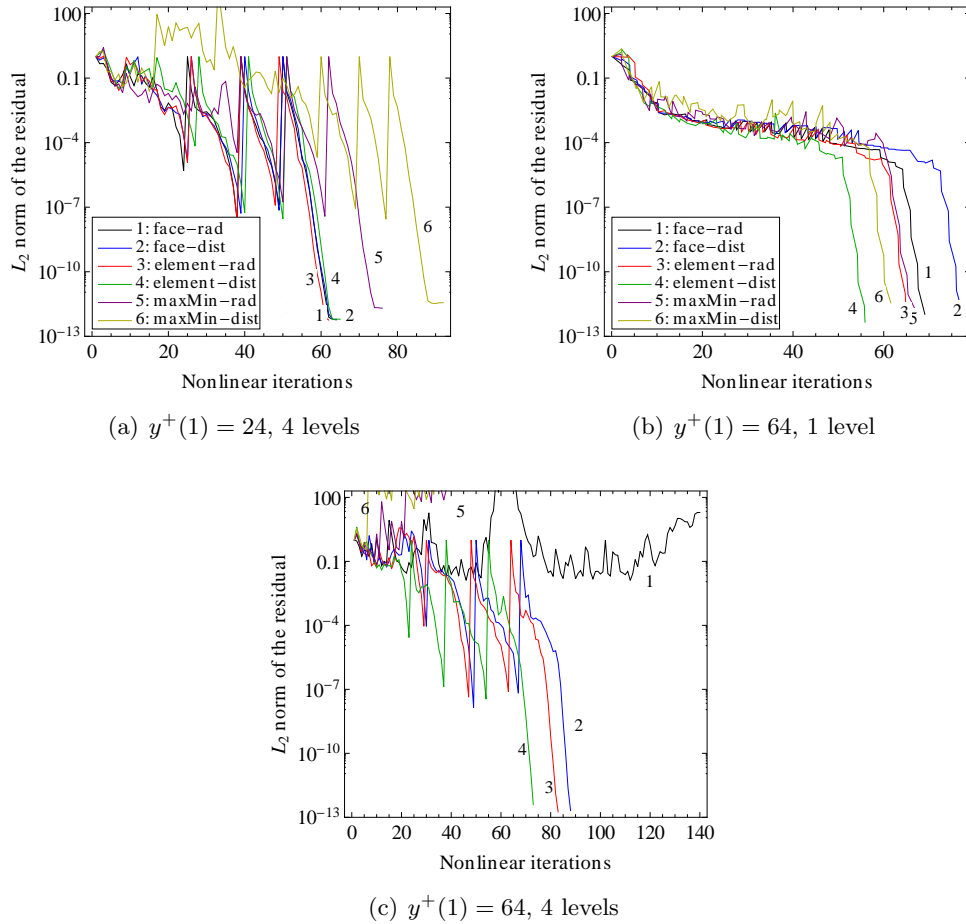 100
0.1
10−4
10−7
10−10
10−13
L2 norm of the residual
1: face−rad
2: face−dist
3: element−rad
4: element−dist
5: maxMin−rad
6: maxMin−dist
3
1
4
2
5
6
0 20 40 60 80
Nonlinear iterations
(a) y+(1) = 24, 4 levels
100
0.1
10−4
10−7
10−10
10−13
L2 norm of the residual
1: face−rad
2: face−dist
3: element−rad
4: element−dist
5: maxMin−rad
6: maxMin−dist
4
6
3
5
1
2
0 20 40 60
Nonlinear iterations
(b) y+(1) = 64, 1 level
100
0.1
10−4
10−7
10−10
10−13
L2 norm of the residual
6
5
1
2
4
3
0 20 40 60 80 100 120 140
Nonlinear iterations
(c) y+(1) = 64, 4 levels